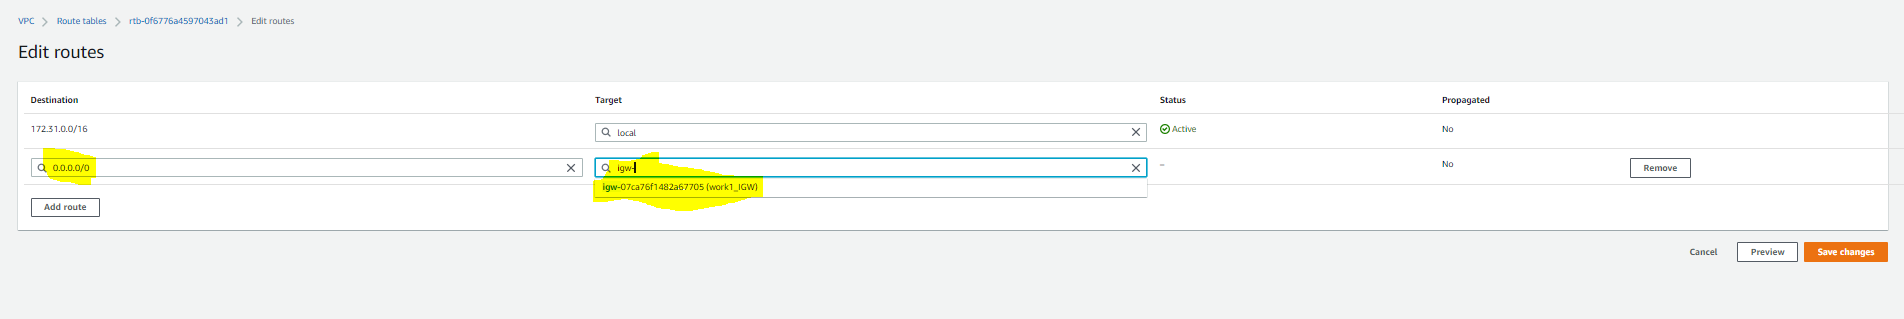 VPC > Route tables > rtb-0f6776a4597043ad1 > Edit routes
Edit routes
Destination Target Status Propagated
172.31.0.0/16 local Active No
0.0.0.0/0 igw- – No Remove
igw-07ca76f1482a67705 (work1_IGW)
Add route
Cancel Preview Save changes